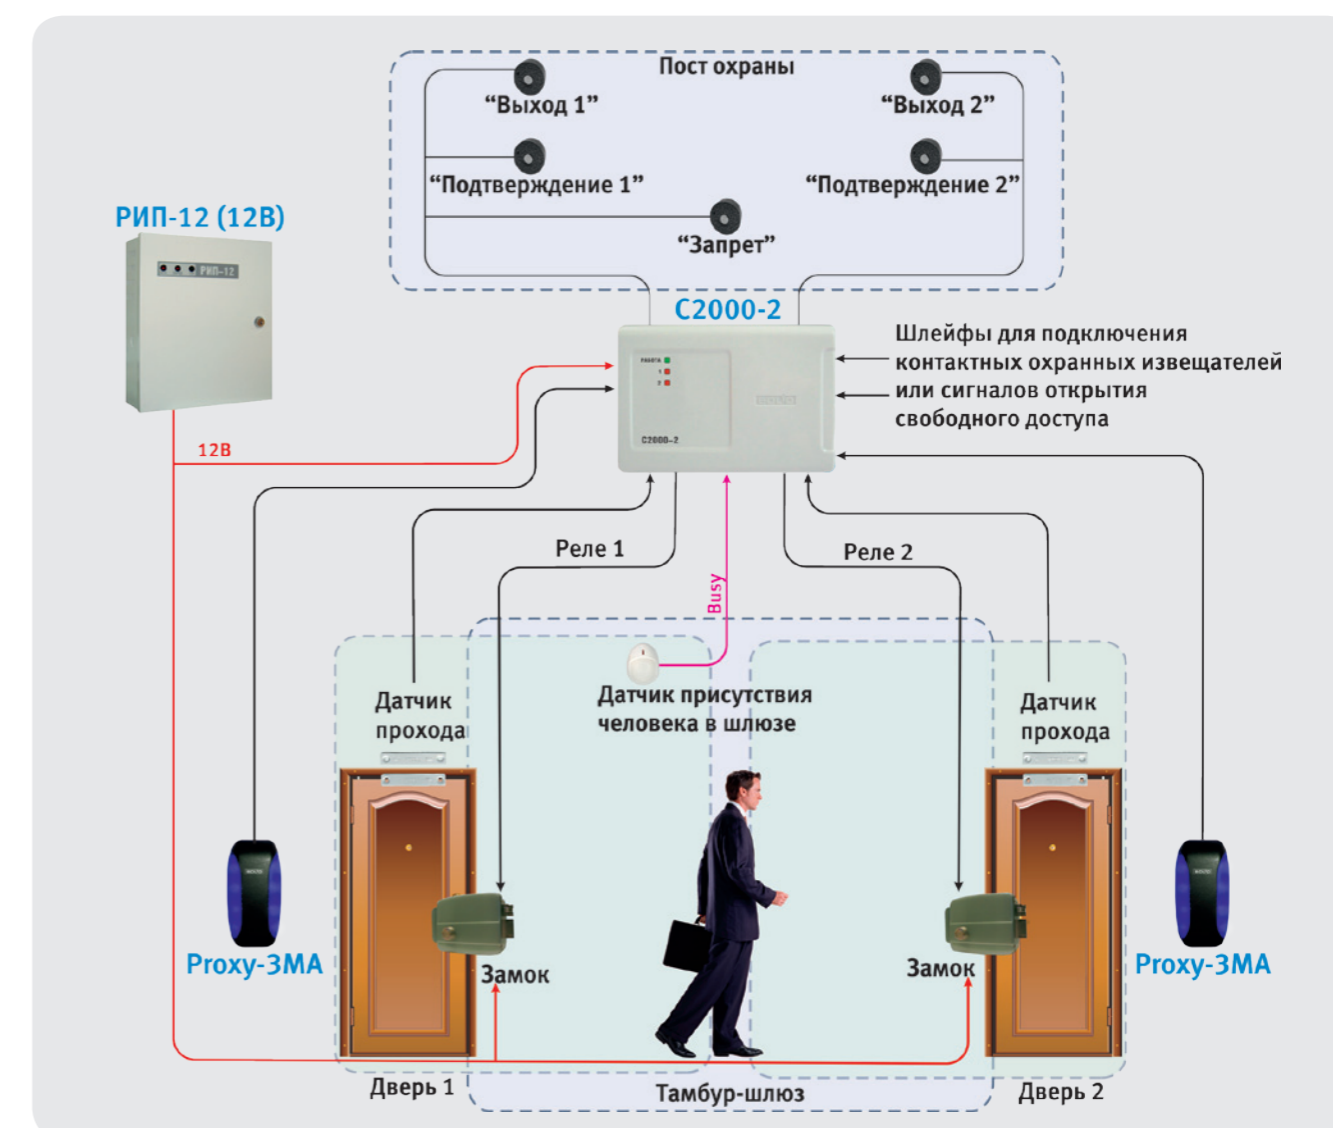 Пост охраны
“Выход 1”
“Выход 2”
“Подтверждение 1”
“Подтверждение 2”
“Запрет”
РИП-12 (12В)
РИП-12
С2000-2
РАБОТА
1
2
С2000-2
Шлейфы для подключения
контактных охранных извещателей
или сигналов открытия
свободного доступа
12В
Реле 1
Реле 2
Busy
Датчик
прохода
Датчик присутствия
человека в шлюзе
Датчик
прохода
Proxy-3MA
Замок
Замок
Proxy-3MA
Дверь 1
Тамбур-шлюз
Дверь 2